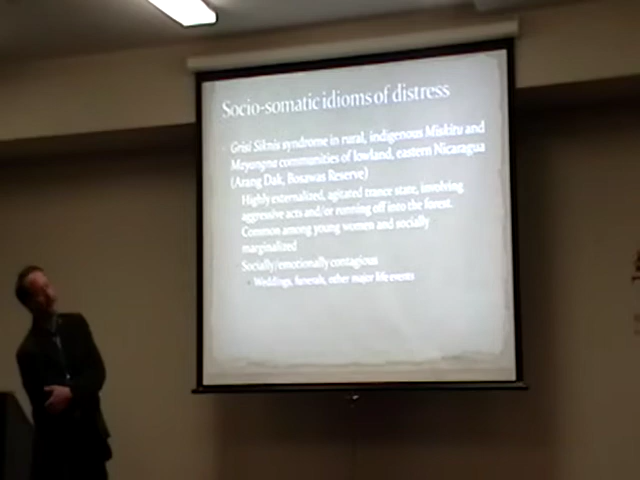 Socio-somatic idioms of distress
Grisi Siknis syndrome in rural, indigenous Miskitu and
Mayangna communities of lowland, eastern Nicaragua
(Arang Dak, Bosawas Reserve)
Highly externalized, agitated trance state, involving
aggressive acts and/or running off into the forest.
Common among young women and socially
marginalized
Socially/emotionally contagious
Weddings, funerals, other major life events